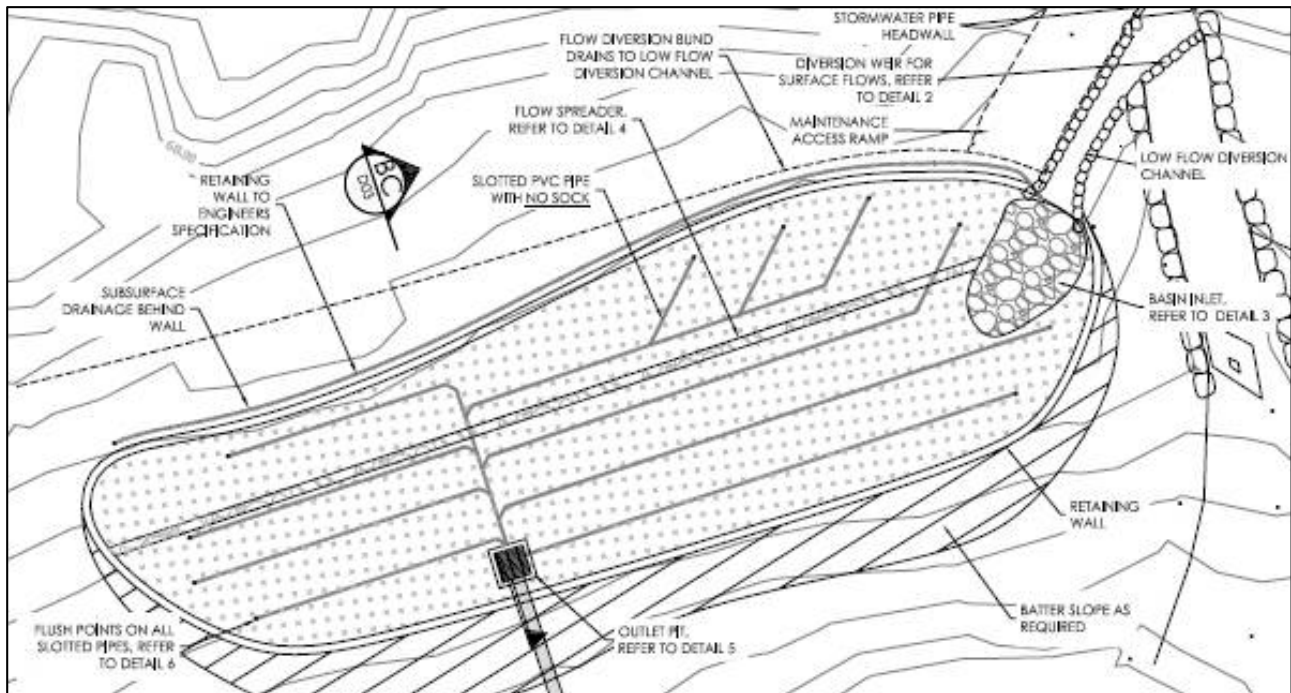 STORMWATER PIPE
HEADWALL
FLOW DIVERSION BUND
DRAINS TO LOW FLOW
DIVERSION CHANNEL
DIVERSION WEIR FOR
SURFACE FLOWS, REFER
TO DETAIL 2
FLOW SPREADER,
REFER TO DETAIL 4
MAINTENANCE
ACCESS RAMP
60.00
BC
D03
RETAINING
WALL TO
ENGINEERS
SPECIFICATION
SLOTTED PVC PIPE
WITH NO SOCK
LOW FLOW DIVERSION
CHANNEL
SUBSURFACE
DRAINAGE BEHIND
WALL
BASIN INLET,
REFER TO DETAIL 3
RETAINING
WALL
BATTER SLOPE AS
REQUIRED
FLUSH POINTS ON ALL
SLOTTED PIPES, REFER
TO DETAIL 6
OUTLET PIT,
REFER TO DETAIL 5